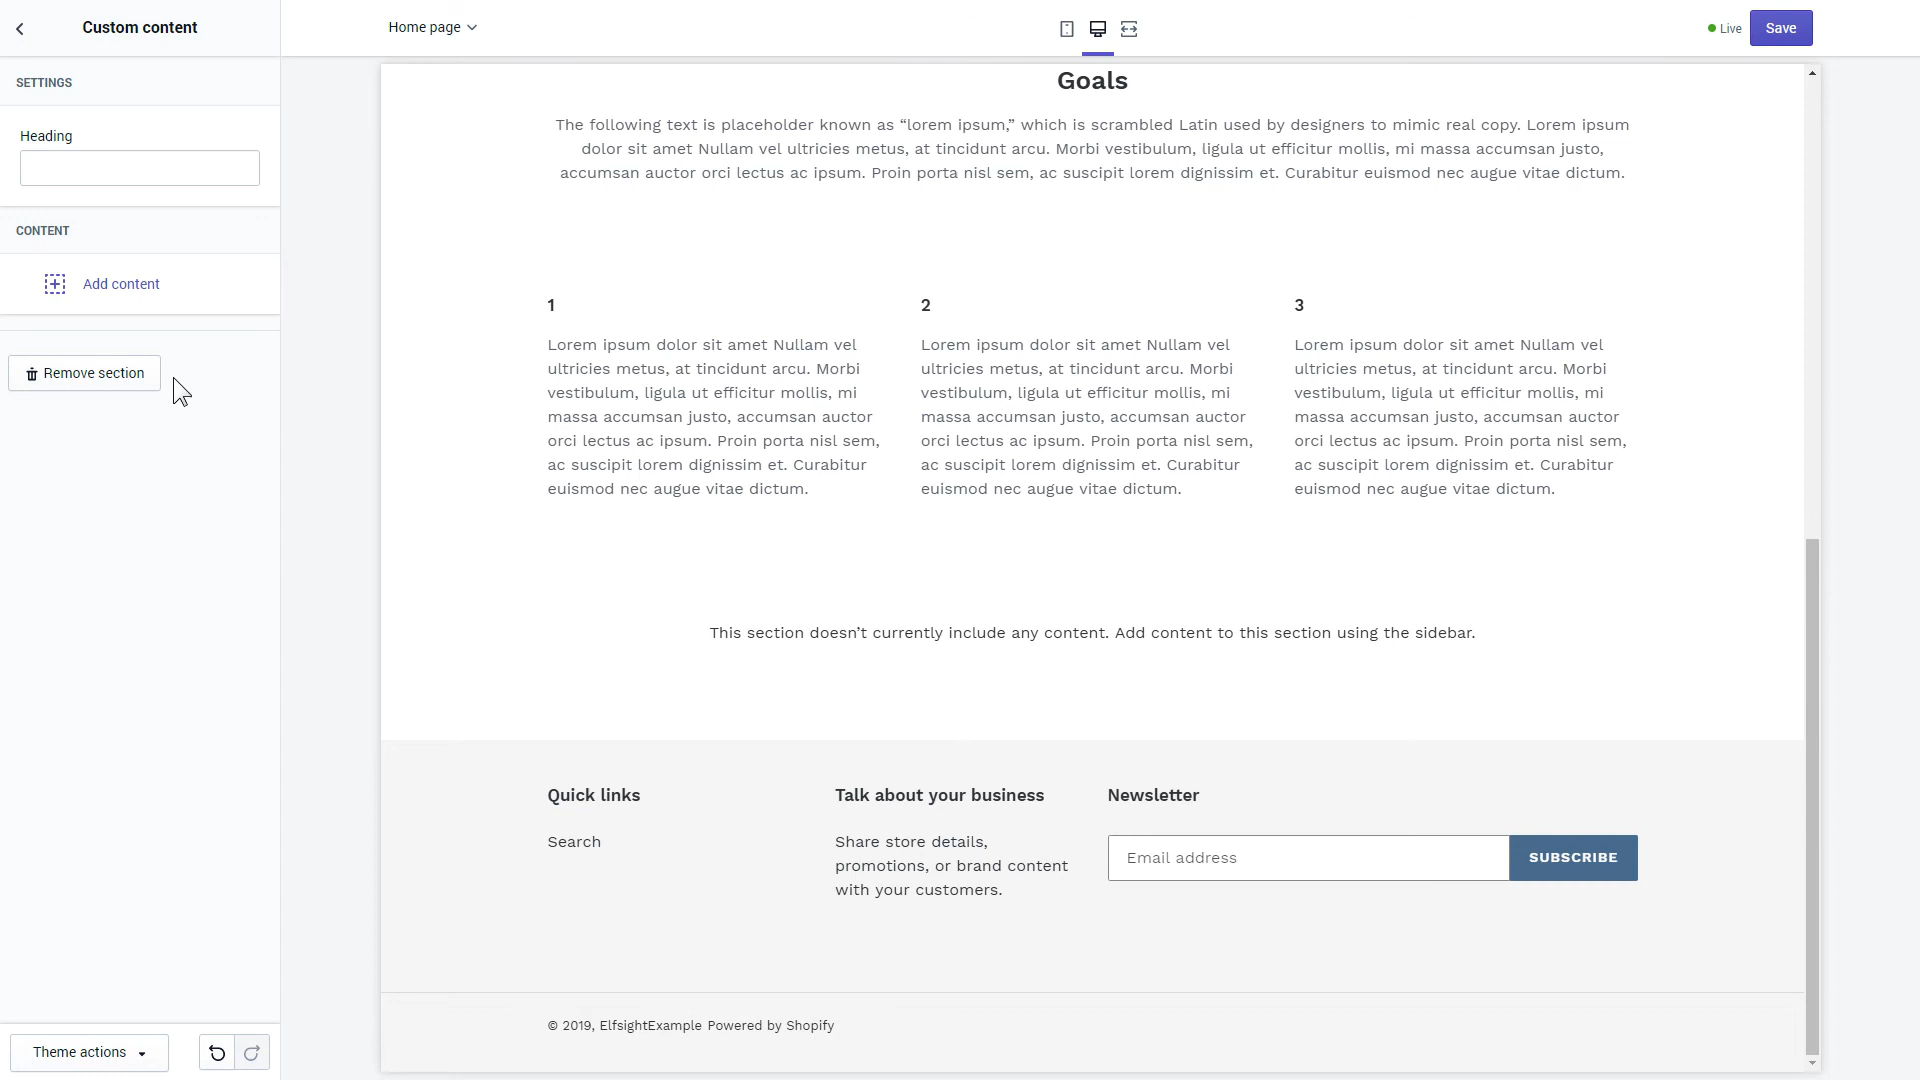 Custom content
Home page
Live
Save
SETTINGS
Heading
CONTENT
Add content
Remove section
Theme actions
Goals
The following text is placeholder known as “lorem ipsum,” which is scrambled Latin used by designers to mimic real copy. Lorem ipsum
dolor sit amet Nullam vel ultricies metus, at tincidunt arcu. Morbi vestibulum, ligula ut efficitur mollis, mi massa accumsan justo,
accumsan auctor orci lectus ac ipsum. Proin porta nisl sem, ac suscipit lorem dignissim et. Curabitur euismod nec augue vitae dictum.
1
Lorem ipsum dolor sit amet Nullam vel
ultricies metus, at tincidunt arcu. Morbi
vestibulum, ligula ut efficitur mollis, mi
massa accumsan justo, accumsan auctor
orci lectus ac ipsum. Proin porta nisl sem,
ac suscipit lorem dignissim et. Curabitur
euismod nec augue vitae dictum.
2
Lorem ipsum dolor sit amet Nullam vel
ultricies metus, at tincidunt arcu. Morbi
vestibulum, ligula ut efficitur mollis, mi
massa accumsan justo, accumsan auctor
orci lectus ac ipsum. Proin porta nisl sem,
ac suscipit lorem dignissim et. Curabitur
euismod nec augue vitae dictum.
3
Lorem ipsum dolor sit amet Nullam vel
ultricies metus, at tincidunt arcu. Morbi
vestibulum, ligula ut efficitur mollis, mi
massa accumsan justo, accumsan auctor
orci lectus ac ipsum. Proin porta nisl sem,
ac suscipit lorem dignissim et. Curabitur
euismod nec augue vitae dictum.
This section doesn’t currently include any content. Add content to this section using the sidebar.
Quick links
Search
Talk about your business
Share store details,
promotions, or brand content
with your customers.
Newsletter
Email address
SUBSCRIBE
© 2019, ElfsightExample Powered by Shopify